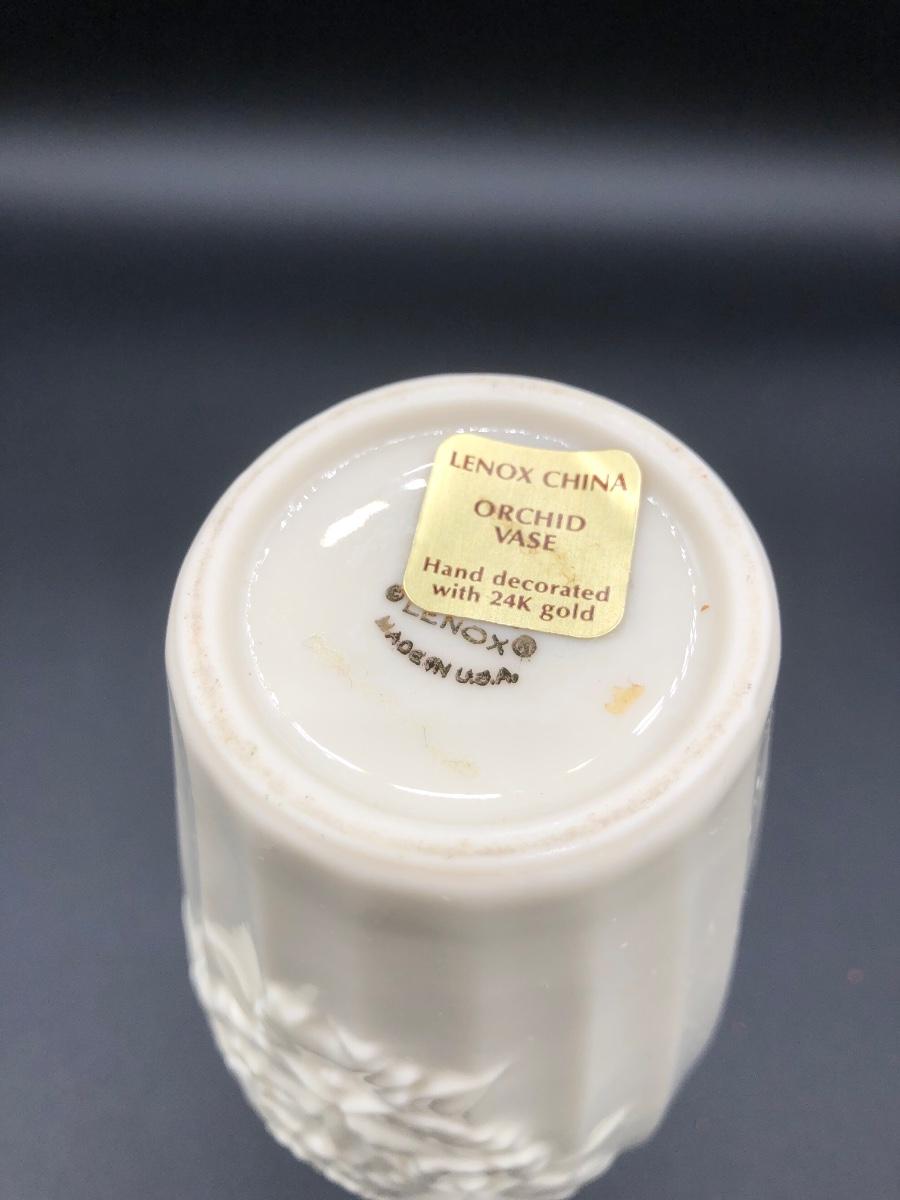 LENOX CHINA
ORCHID
VASE
Hand decorated
with 24K gold
©LENOX®
MADE IN U.S.A.